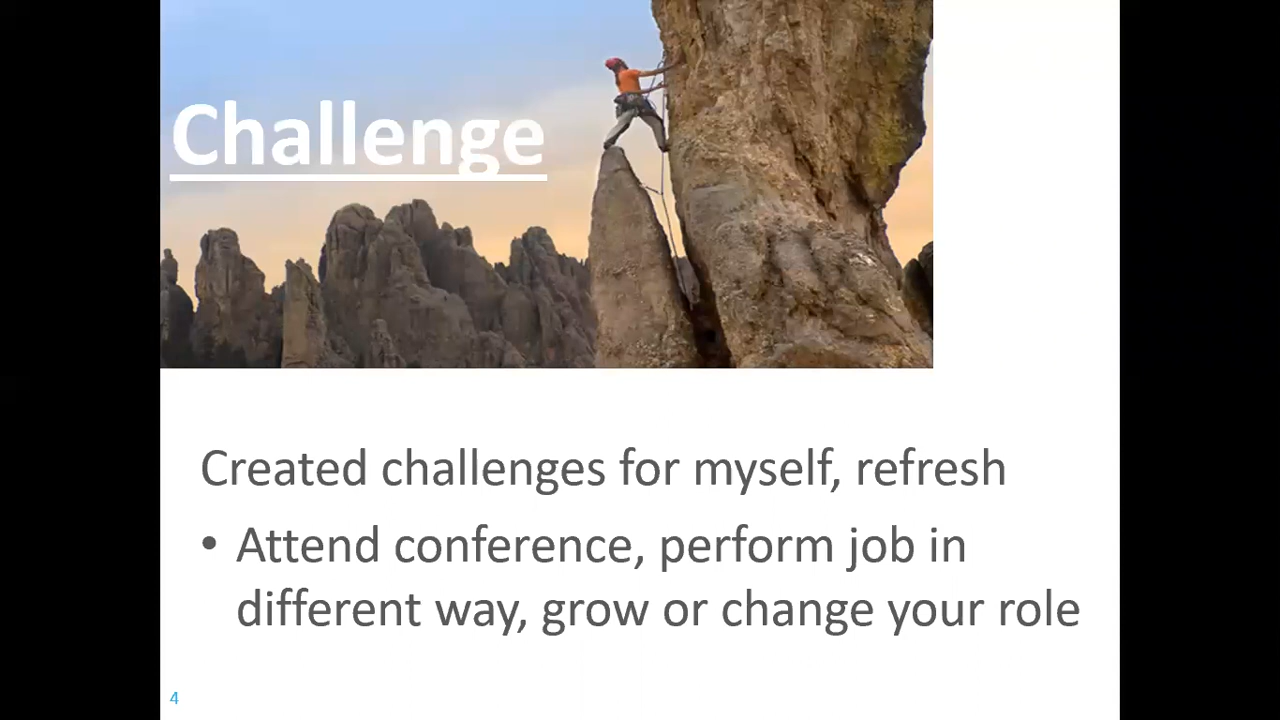 Challenge
Created challenges for myself, refresh
• Attend conference, perform job in
different way, grow or change your role
4